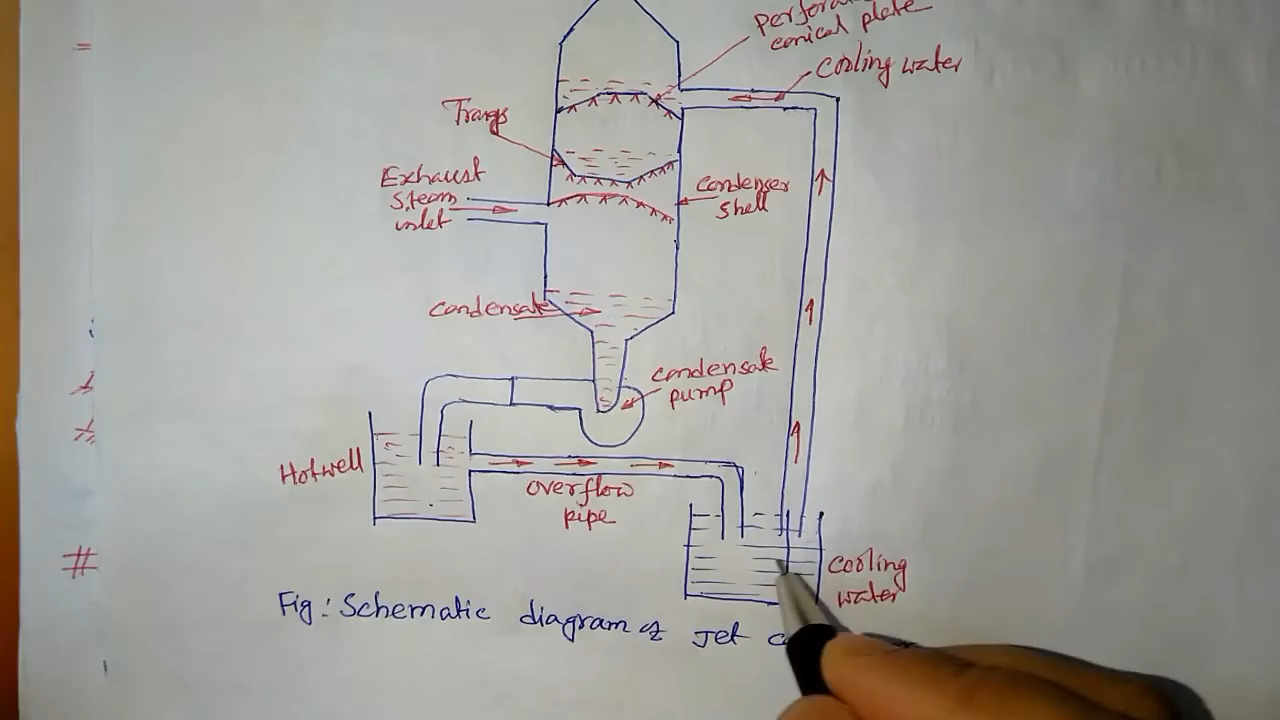 conical plate
cooling water
Trays
Exhaust
steam
inlet
condenser
shell
condensate
condensate
pump
Hotwell
overflow
pipe
cooling
water
Fig: Schematic diagram of Jet